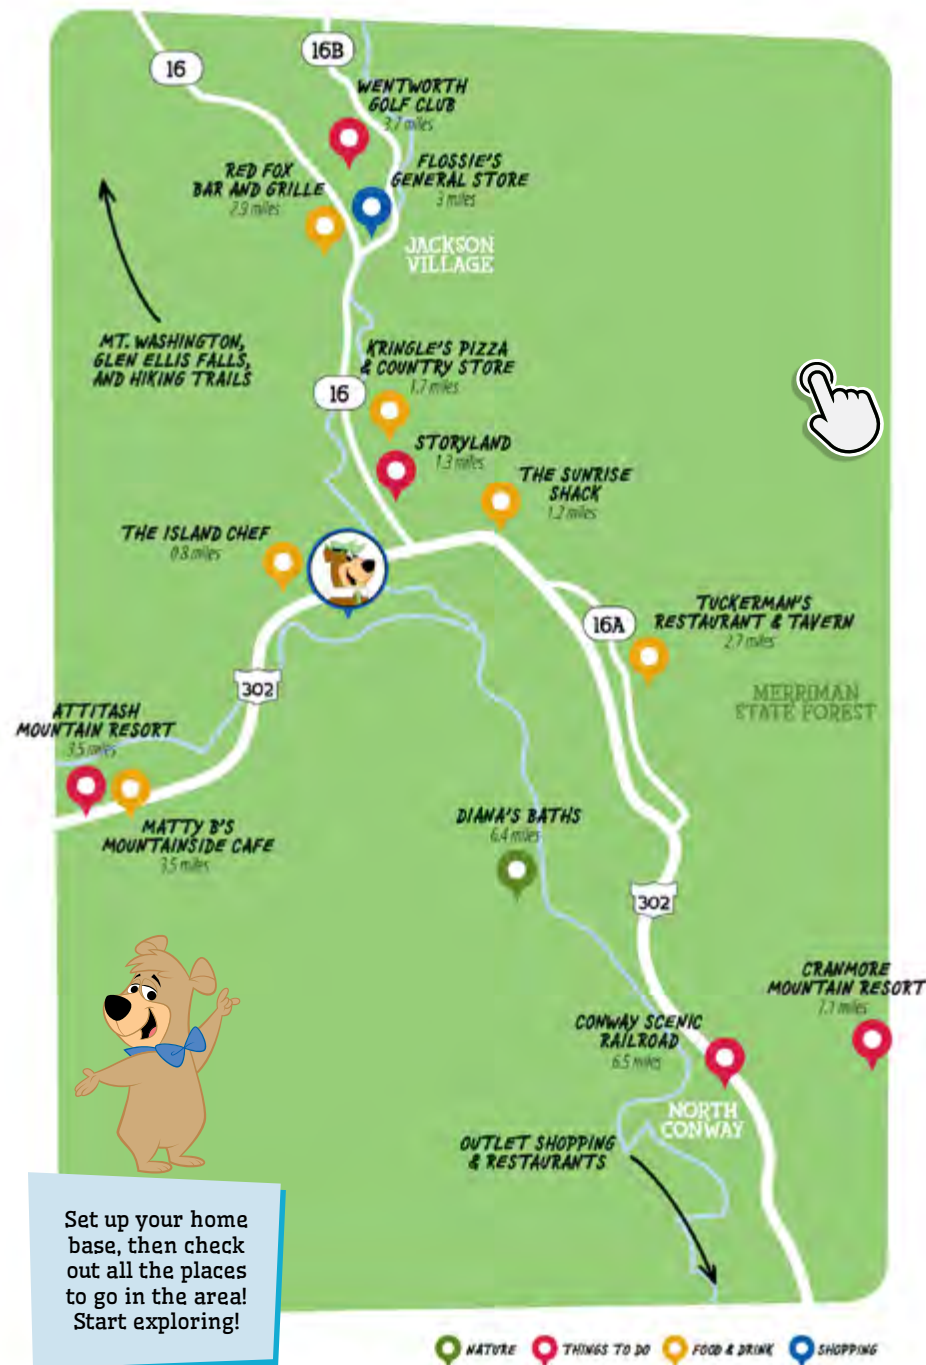 16
16B
WENTWORTH
GOLF CLUB
3.7 miles
RED FOX
BAR AND GRILLE
2.9 miles
FLOSSIE'S
GENERAL STORE
3 miles
JACKSON
VILLAGE
MT. WASHINGTON,
GLEN ELLIS FALLS,
AND HIKING TRAILS
KRINGLE'S PIZZA
& COUNTRY STORE
1.7 miles
16
STORYLAND
1.3 miles
THE SUNRISE
SHACK
1.2 miles
THE ISLAND CHEF
0.8 miles
16A
TUCKERMAN'S
RESTAURANT & TAVERN
2.7 miles
MERRIMAN
STATE FOREST
302
ATTITASH
MOUNTAIN RESORT
3.5 miles
MATTY B'S
MOUNTAINSIDE CAFE
3.5 miles
DIANA'S BATHS
6.4 miles
302
CRANMORE
MOUNTAIN RESORT
7.1 miles
CONWAY SCENIC
RAILROAD
6.5 miles
NORTH
CONWAY
OUTLET SHOPPING
& RESTAURANTS
Set up your home
base, then check
out all the places
to go in the area!
Start exploring!
NATURE
THINGS TO DO
FOOD & DRINK
SHOPPING